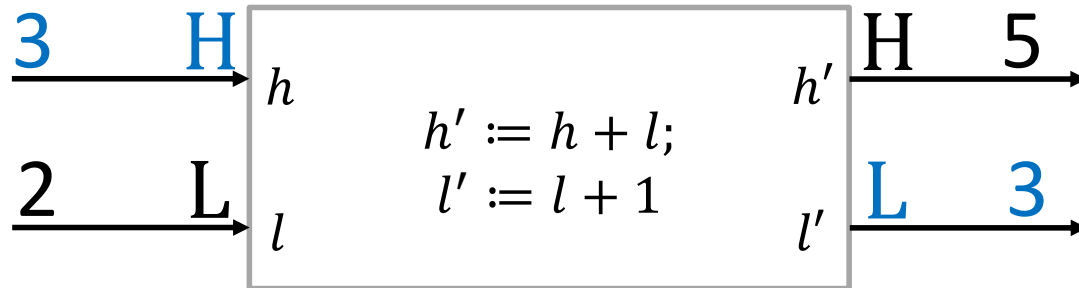 3 H H 5
h h′
h′ ≔ h + l;
2 L L 3
l′ ≔ l + 1
l l′